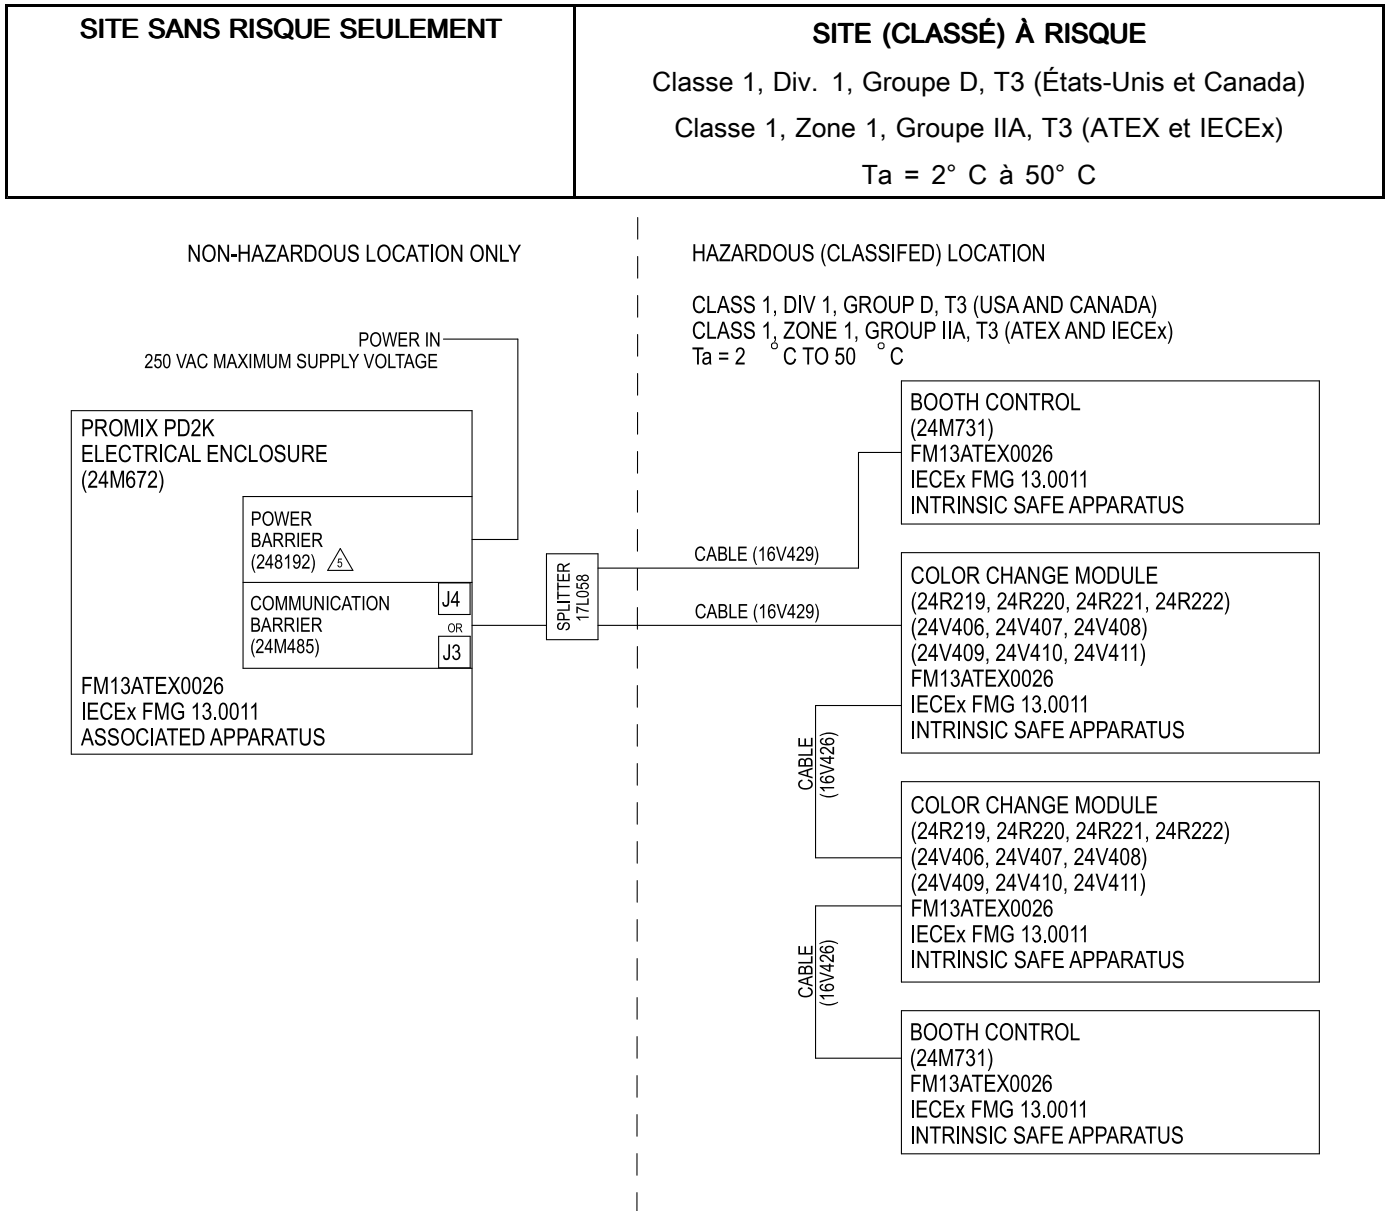 SITE SANS RISQUE SEULEMENT
SITE (CLASSÉ) À RISQUE
Classe 1, Div. 1, Groupe D, T3 (États-Unis et Canada)
Classe 1, Zone 1, Groupe IIA, T3 (ATEX et IECEx)
Ta = 2° C à 50° C
NON-HAZARDOUS LOCATION ONLY
HAZARDOUS (CLASSIFED) LOCATION
CLASS 1, DIV 1, GROUP D, T3 (USA AND CANADA)
CLASS 1, ZONE 1, GROUP IIA, T3 (ATEX AND IECEx)
Ta = 2 ° C TO 50 ° C
POWER IN
250 VAC MAXIMUM SUPPLY VOLTAGE
PROMIX PD2K
ELECTRICAL ENCLOSURE
(24M672)
POWER
BARRIER
(248192) 5
COMMUNICATION
BARRIER
(24M485)
J4
OR
J3
FM13ATEX0026
IECEx FMG 13.0011
ASSOCIATED APPARATUS
SPLITTER
17L058
CABLE (16V429)
CABLE (16V429)
BOOTH CONTROL
(24M731)
FM13ATEX0026
IECEx FMG 13.0011
INTRINSIC SAFE APPARATUS
COLOR CHANGE MODULE
(24R219, 24R220, 24R221, 24R222)
(24V406, 24V407, 24V408)
(24V409, 24V410, 24V411)
FM13ATEX0026
IECEx FMG 13.0011
INTRINSIC SAFE APPARATUS
CABLE
(16V426)
COLOR CHANGE MODULE
(24R219, 24R220, 24R221, 24R222)
(24V406, 24V407, 24V408)
(24V409, 24V410, 24V411)
FM13ATEX0026
IECEx FMG 13.0011
INTRINSIC SAFE APPARATUS
CABLE
(16V426)
BOOTH CONTROL
(24M731)
FM13ATEX0026
IECEx FMG 13.0011
INTRINSIC SAFE APPARATUS